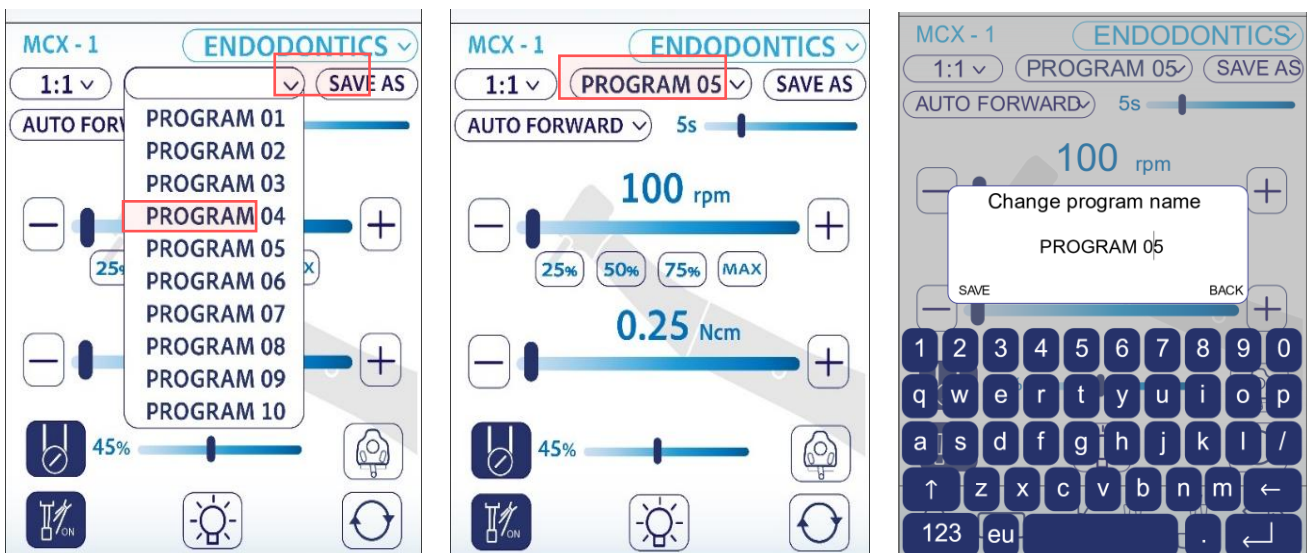 MCX - 1 ENDODONTICS
1:1 SAVE AS
AUTO FORW
PROGRAM 01
PROGRAM 02
PROGRAM 03
PROGRAM 04
PROGRAM 05
PROGRAM 06
PROGRAM 07
PROGRAM 08
PROGRAM 09
PROGRAM 10
25% X
45%
ON
MCX - 1 ENDODONTICS
1:1 PROGRAM 05 SAVE AS
AUTO FORWARD 5s
100 rpm
25% 50% 75% MAX
0.25 Ncm
45%
ON
MCX - 1 ENDODONTICS
1:1 PROGRAM 05 SAVE AS
AUTO FORWARD 5s
100 rpm
Change program name
PROGRAM 05
SAVE BACK
1 2 3 4 5 6 7 8 9 0
q w e r t y u i o p
a s d f g h j k l /
↑ z x c v b n m ←
123 eu .